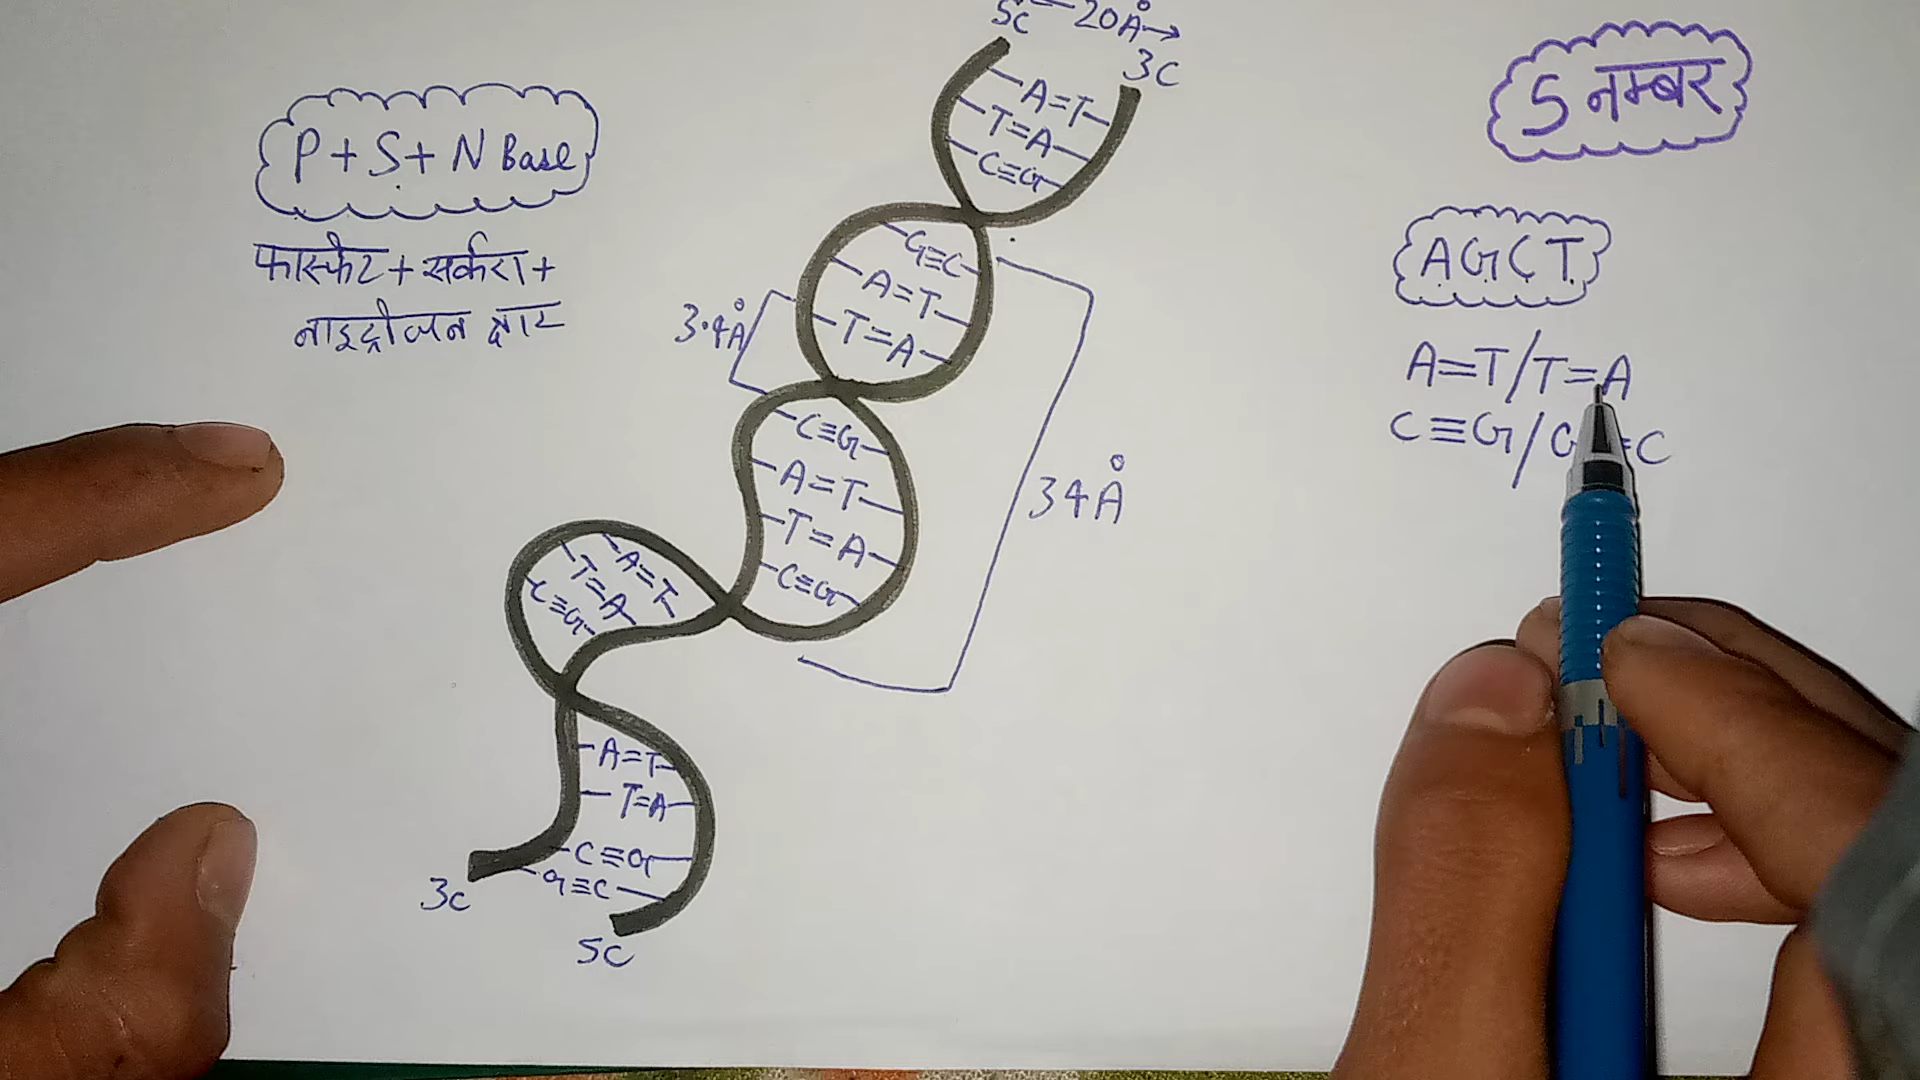 5C ← 20Å →
3C
A=T
T=A
C≡G
G≡C
A=T
T=A
3.4Å
C≡G
A=T
T=A
C≡G
34Å
A=T
T=A
C≡G
A=T
T=A
C≡G
G≡C
3C
5C
P+S+N Base
फास्फेट+सर्करा+
नाइट्रोजन क्षार
5 नम्बर
AGCT
A=T/T=A
C≡G/G≡C